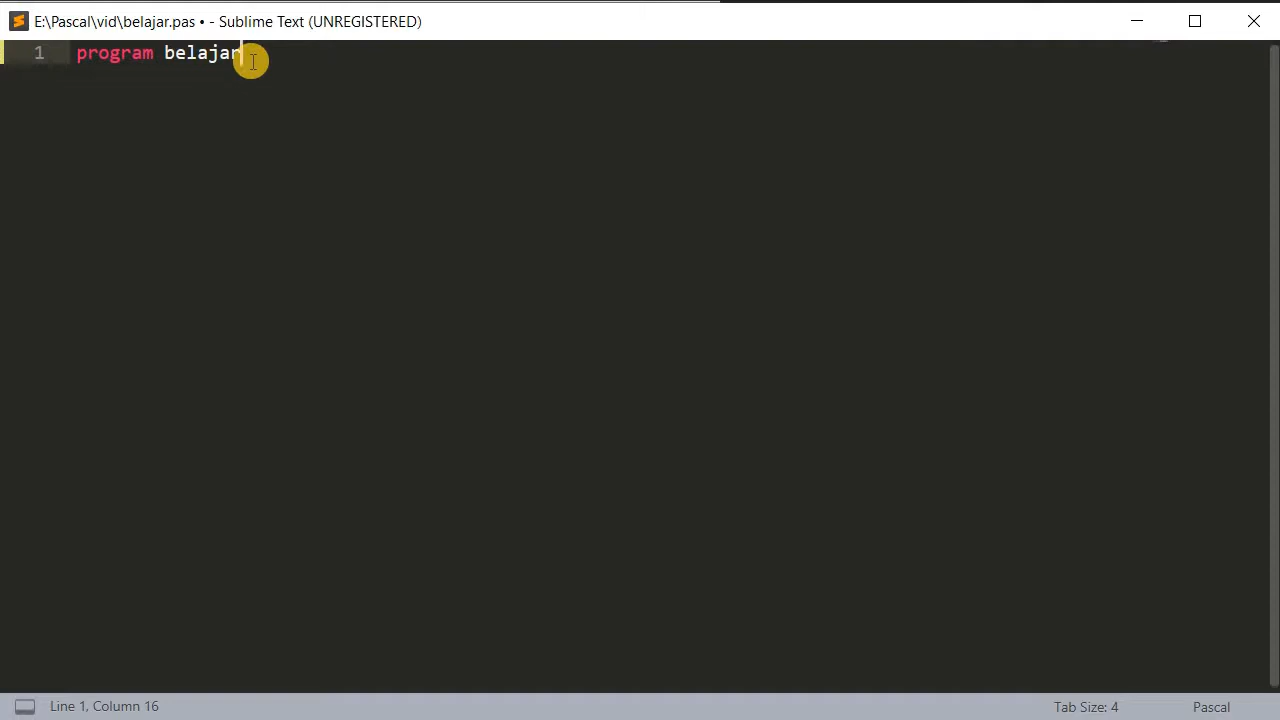 E:\Pascal\vid\belajar.pas • - Sublime Text (UNREGISTERED)
1 program belajar
Line 1, Column 16 Tab Size: 4 Pascal